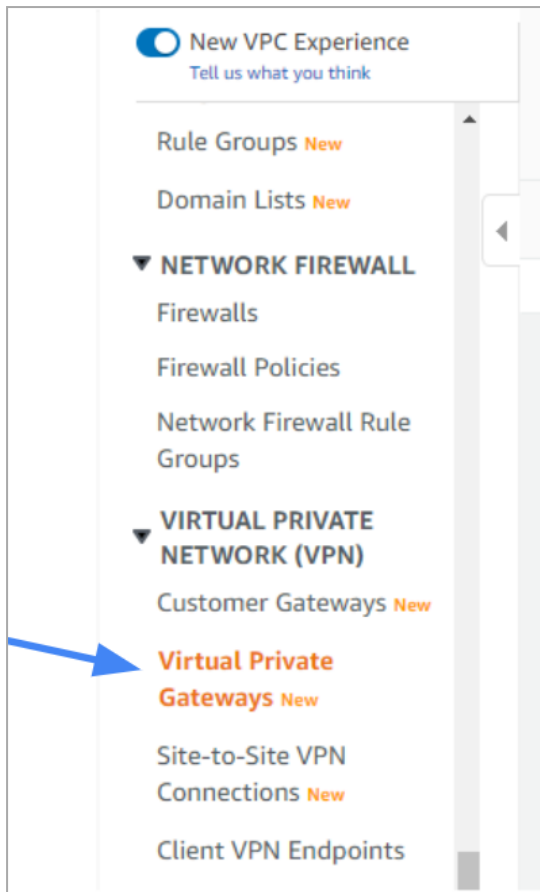 New VPC Experience
Tell us what you think
Rule Groups New
Domain Lists New
NETWORK FIREWALL
Firewalls
Firewall Policies
Network Firewall Rule
Groups
VIRTUAL PRIVATE
NETWORK (VPN)
Customer Gateways New
Virtual Private
Gateways New
Site-to-Site VPN
Connections New
Client VPN Endpoints